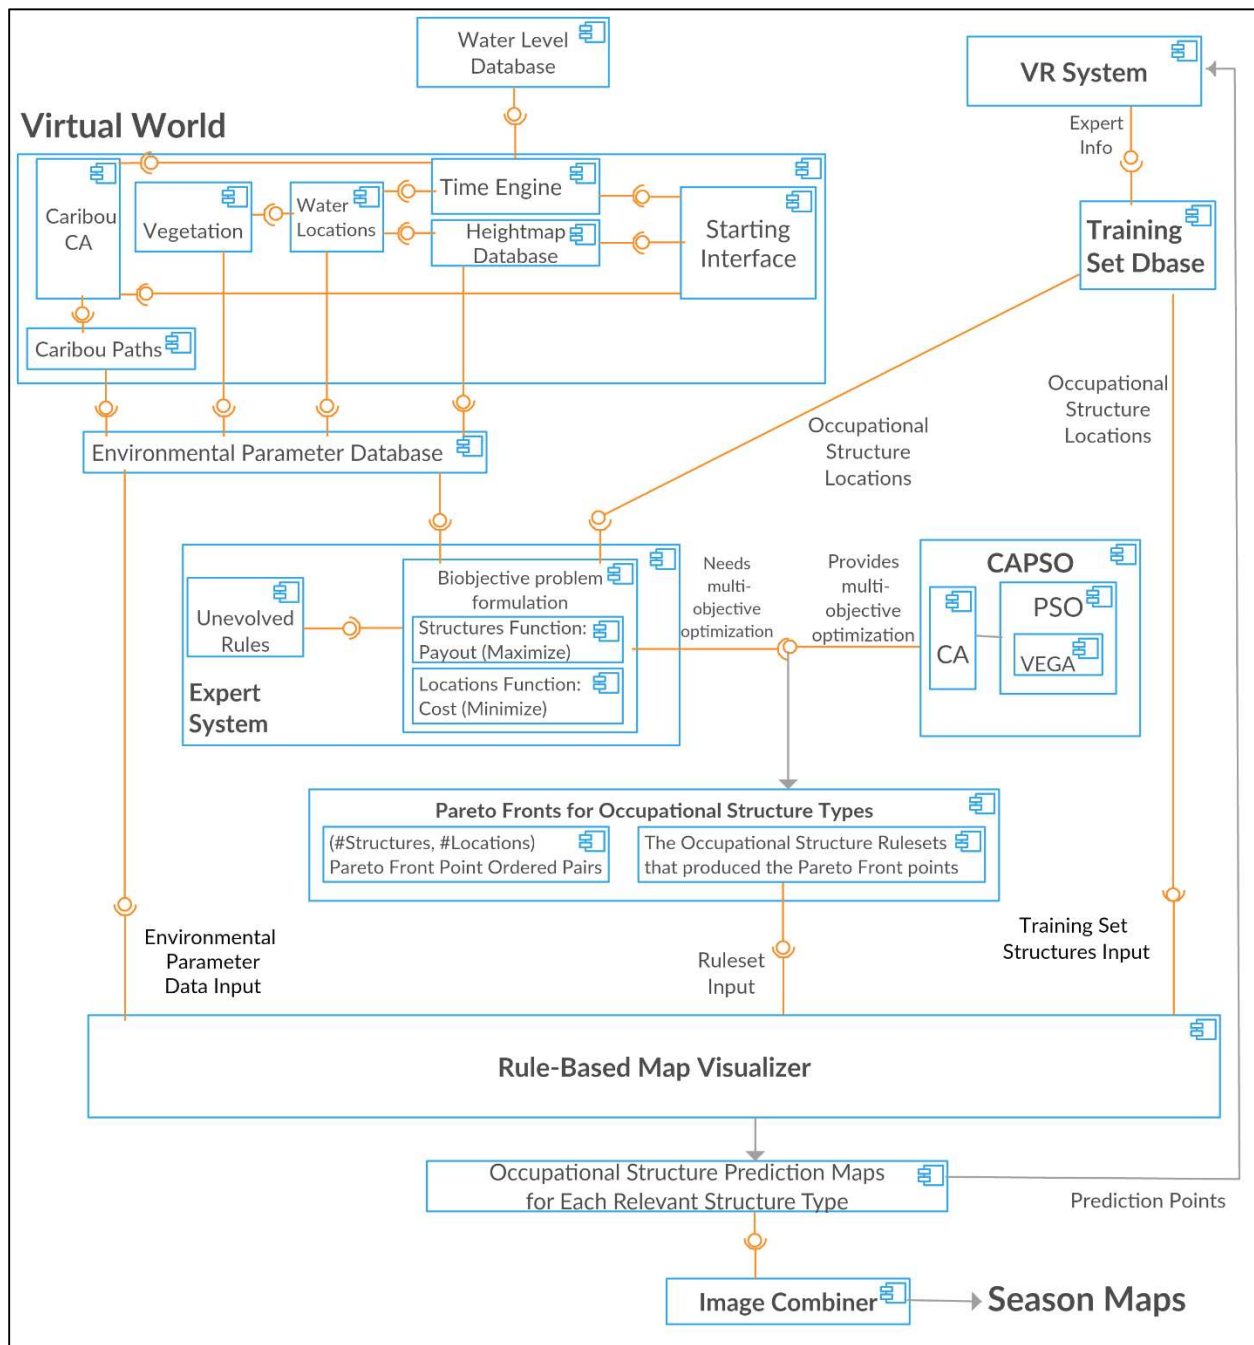 Water Level
Database
VR System
Expert
Info
Virtual World
Caribou
CA
Vegetation
Water
Locations
Time Engine
Heightmap
Database
Starting
Interface
Training
Set Dbase
Caribou Paths
Occupational
Structure
Locations
Occupational
Structure
Locations
Environmental Parameter Database
Unevolved
Rules
Expert
System
Biobjective problem
formulation
Structures Function:
Payout (Maximize)
Locations Function:
Cost (Minimize)
Needs
multi-
objective
optimization
Provides
multi-
objective
optimization
CAPSO
CA
PSO
VEGA
Pareto Fronts for Occupational Structure Types
(#Structures, #Locations)
Pareto Front Point Ordered Pairs
The Occupational Structure Rulesets
that produced the Pareto Front points
Environmental
Parameter
Data Input
Ruleset
Input
Training Set
Structures Input
Rule-Based Map Visualizer
Occupational Structure Prediction Maps
for Each Relevant Structure Type
Prediction Points
Image Combiner
Season Maps